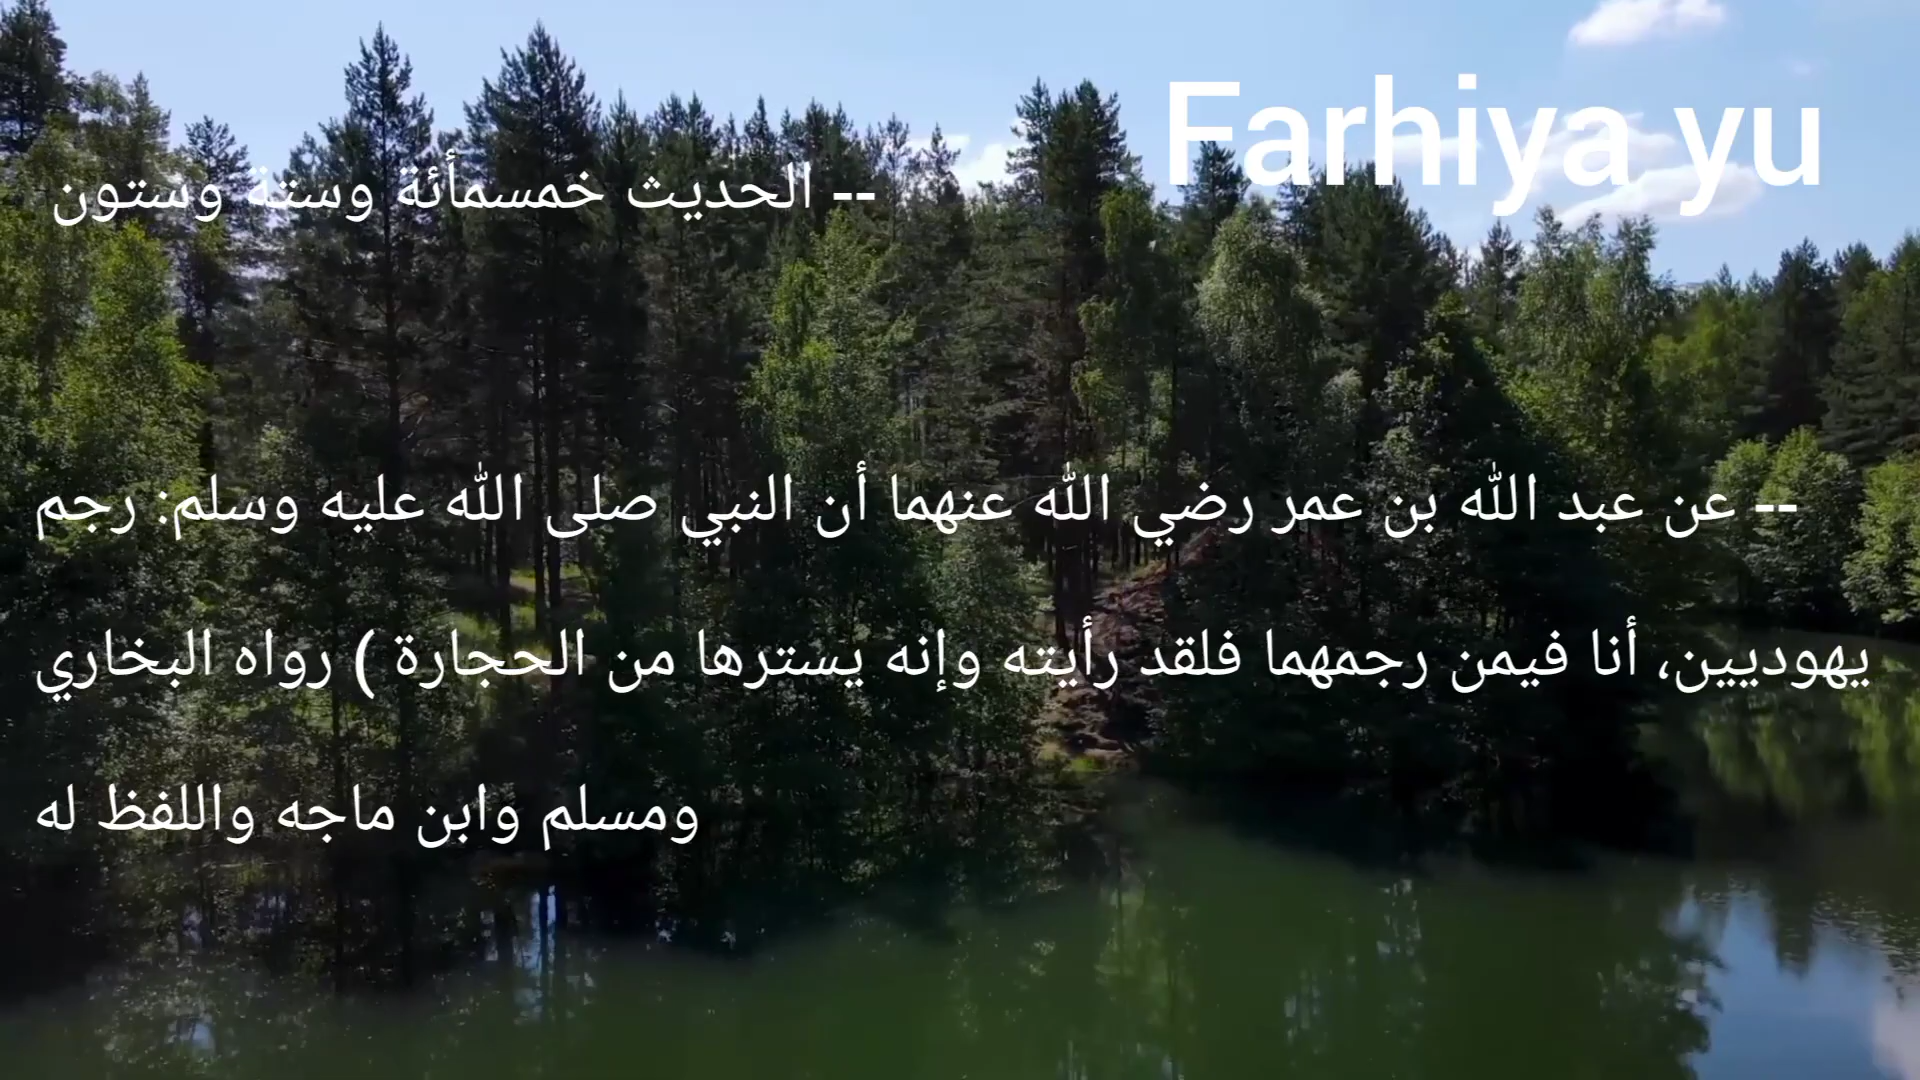 Farhiya yu
-- الحديث خمسمأئة وستة وستون
-- عن عبد الله بن عمر رضي الله عنهما أن النبي صلى الله عليه وسلم: رجم
يهوديين، أنا فيمن رجمهما فلقد رأيته وإنه يسترها من الحجارة ) رواه البخاري
ومسلم وابن ماجه واللفظ له